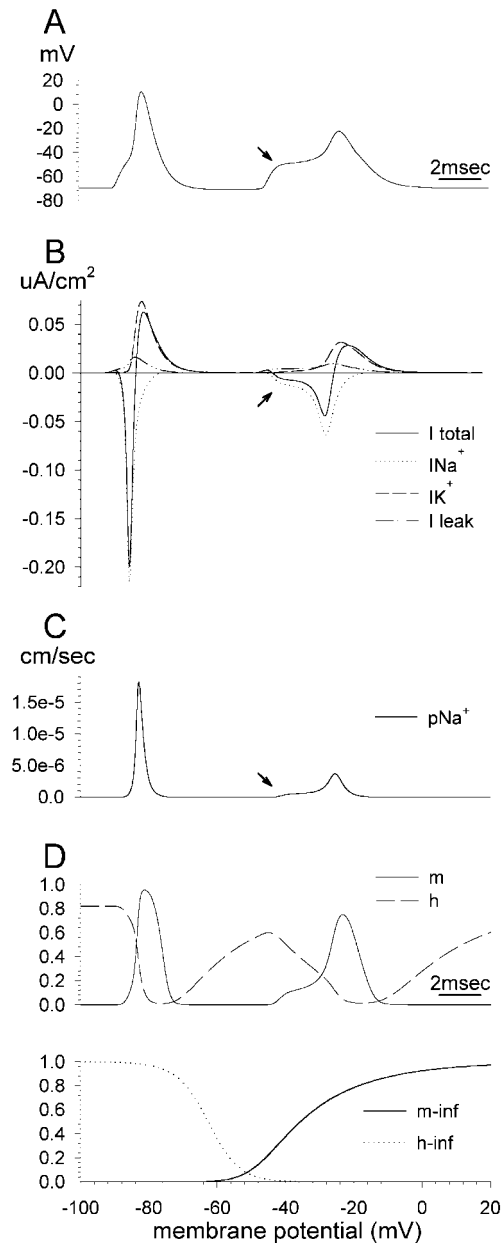 A
mV
20
0
-20
-40
-60
-80
2msec
B
uA/cm²
0.05
0.00
-0.05
-0.10
-0.15
-0.20
I total
INa⁺
IK⁺
I leak
C
cm/sec
1.5e-5
1.0e-5
5.0e-6
0.0
pNa⁺
D
1.0
0.8
0.6
0.4
0.2
0.0
m
h
2msec
1.0
0.8
0.6
0.4
0.2
0.0
m-inf
h-inf
-100 -80 -60 -40 -20 0 20
membrane potential (mV)